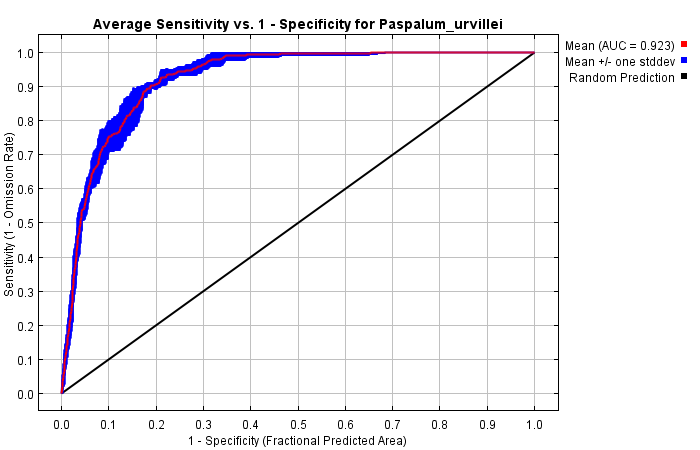 Average Sensitivity vs. 1 - Specificity for Paspalum_urvillei
Mean (AUC = 0.923)
Mean +/- one stddev
Random Prediction
Sensitivity (1 - Omission Rate)
1.0
0.9
0.8
0.7
0.6
0.5
0.4
0.3
0.2
0.1
0.0
0.0 0.1 0.2 0.3 0.4 0.5 0.6 0.7 0.8 0.9 1.0
1 - Specificity (Fractional Predicted Area)